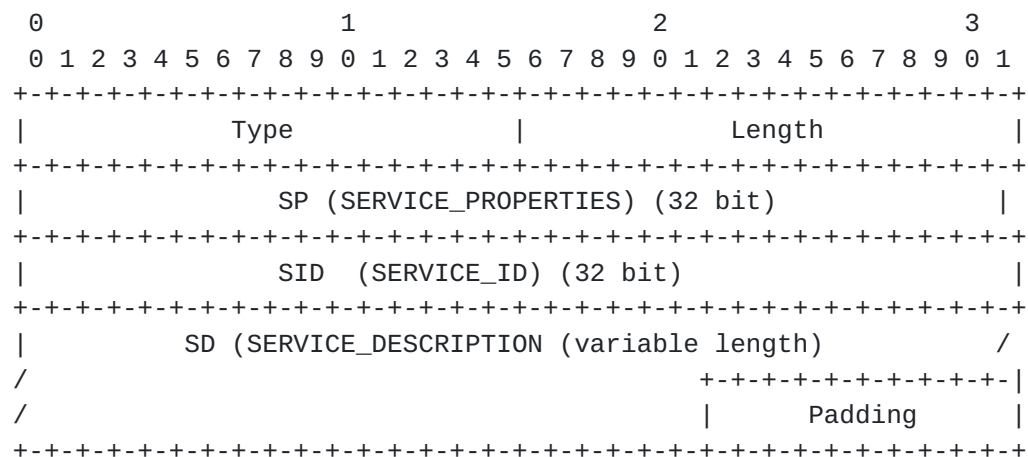 0                   1                   2                   3
 0 1 2 3 4 5 6 7 8 9 0 1 2 3 4 5 6 7 8 9 0 1 2 3 4 5 6 7 8 9 0 1
+-+-+-+-+-+-+-+-+-+-+-+-+-+-+-+-+-+-+-+-+-+-+-+-+-+-+-+-+-+-+-+-+
|             Type              |             Length            |
+-+-+-+-+-+-+-+-+-+-+-+-+-+-+-+-+-+-+-+-+-+-+-+-+-+-+-+-+-+-+-+-+
|                SP (SERVICE_PROPERTIES) (32 bit)              |
+-+-+-+-+-+-+-+-+-+-+-+-+-+-+-+-+-+-+-+-+-+-+-+-+-+-+-+-+-+-+-+-+
|                SID  (SERVICE_ID) (32 bit)                     |
+-+-+-+-+-+-+-+-+-+-+-+-+-+-+-+-+-+-+-+-+-+-+-+-+-+-+-+-+-+-+-+-+
|          SD (SERVICE_DESCRIPTION (variable length)           /
/                                           +-+-+-+-+-+-+-+-+-+-|
/                                           |      Padding      |
+-+-+-+-+-+-+-+-+-+-+-+-+-+-+-+-+-+-+-+-+-+-+-+-+-+-+-+-+-+-+-+-+